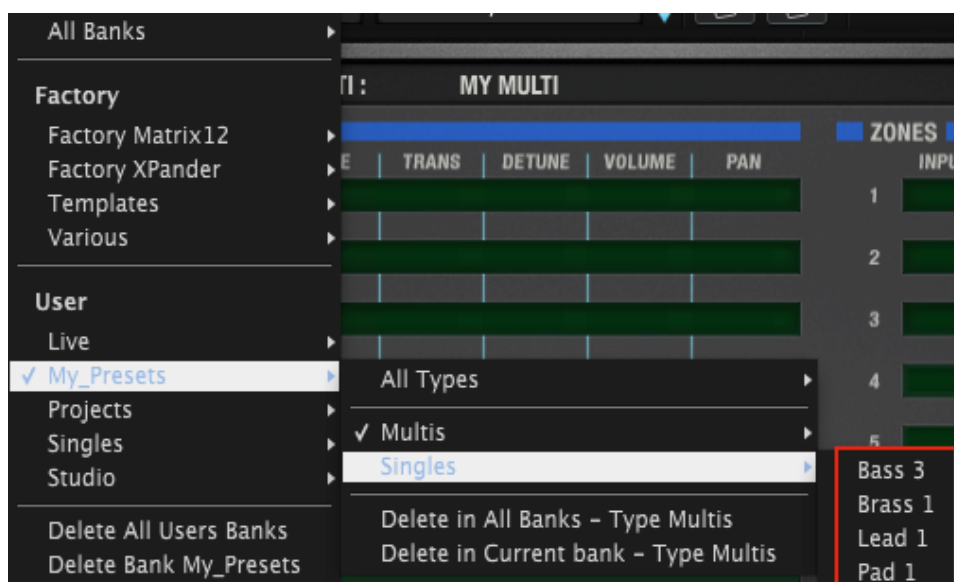 All Banks
Factory
Factory Matrix12
Factory XPander
Templates
Various
User
Live
✓ My_Presets
Projects
Singles
Studio
Delete All Users Banks
Delete Bank My_Presets
All Types
✓ Multis
Singles
Delete in All Banks – Type Multis
Delete in Current bank – Type Multis
Bass 3
Brass 1
Lead 1
Pad 1
MY MULTI
TRANS DETUNE VOLUME PAN
ZONES
1
2
3
4
5